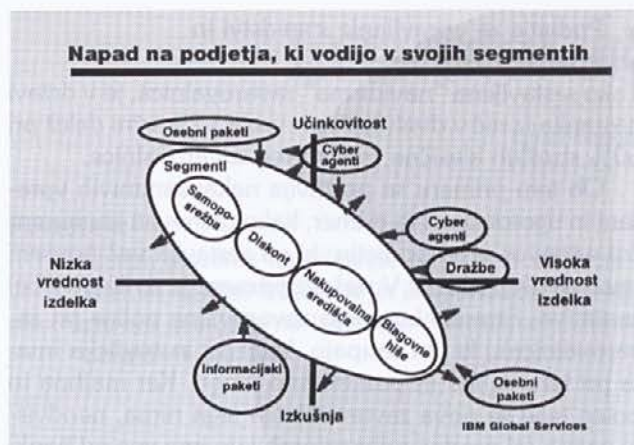 Napad na podjetja, ki vodijo v svojih segmentih
Osebni paketi
Učinkovitost
Cyber
agenti
Segmenti
Samopo-
srežba
Diskont
Cyber
agenti
Dražbe
Nizka
vrednost
izdelka
Visoka
vrednost
izdelka
Nakupovalna
središča
Blagovne
hiše
Informacijski
paketi
Izkušnja
Osebni
paketi
IBM Global Services